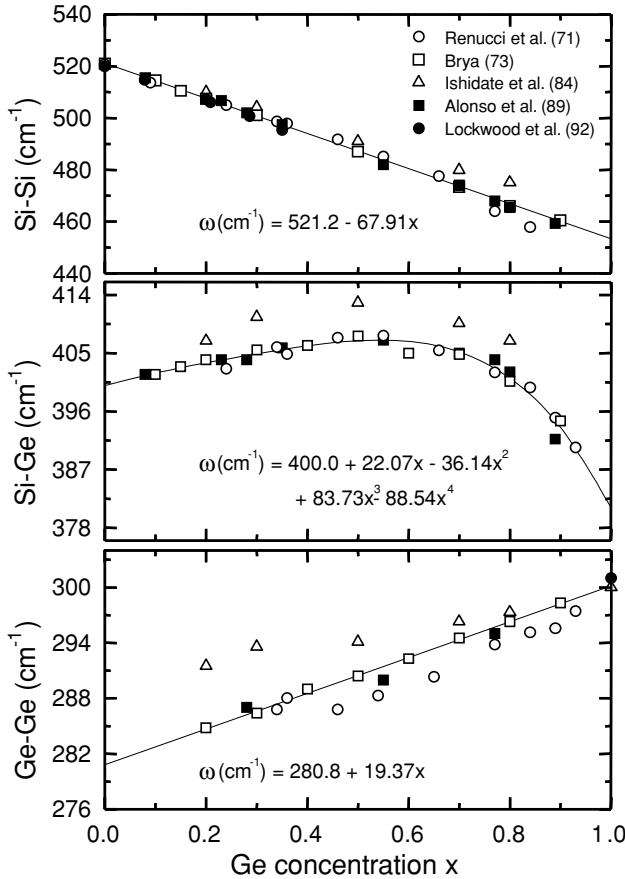 540
520
500
480
460
440
Si-Si (cm⁻¹)
Renucci et al. (71)
Brya (73)
Ishidate et al. (84)
Alonso et al. (89)
Lockwood et al. (92)
ω(cm⁻¹) = 521.2 - 67.91x
414
405
396
387
378
Si-Ge (cm⁻¹)
ω(cm⁻¹) = 400.0 + 22.07x - 36.14x²
+ 83.73x³- 88.54x⁴
300
294
288
282
276
Ge-Ge (cm⁻¹)
ω(cm⁻¹) = 280.8 + 19.37x
0.0 0.2 0.4 0.6 0.8 1.0
Ge concentration x